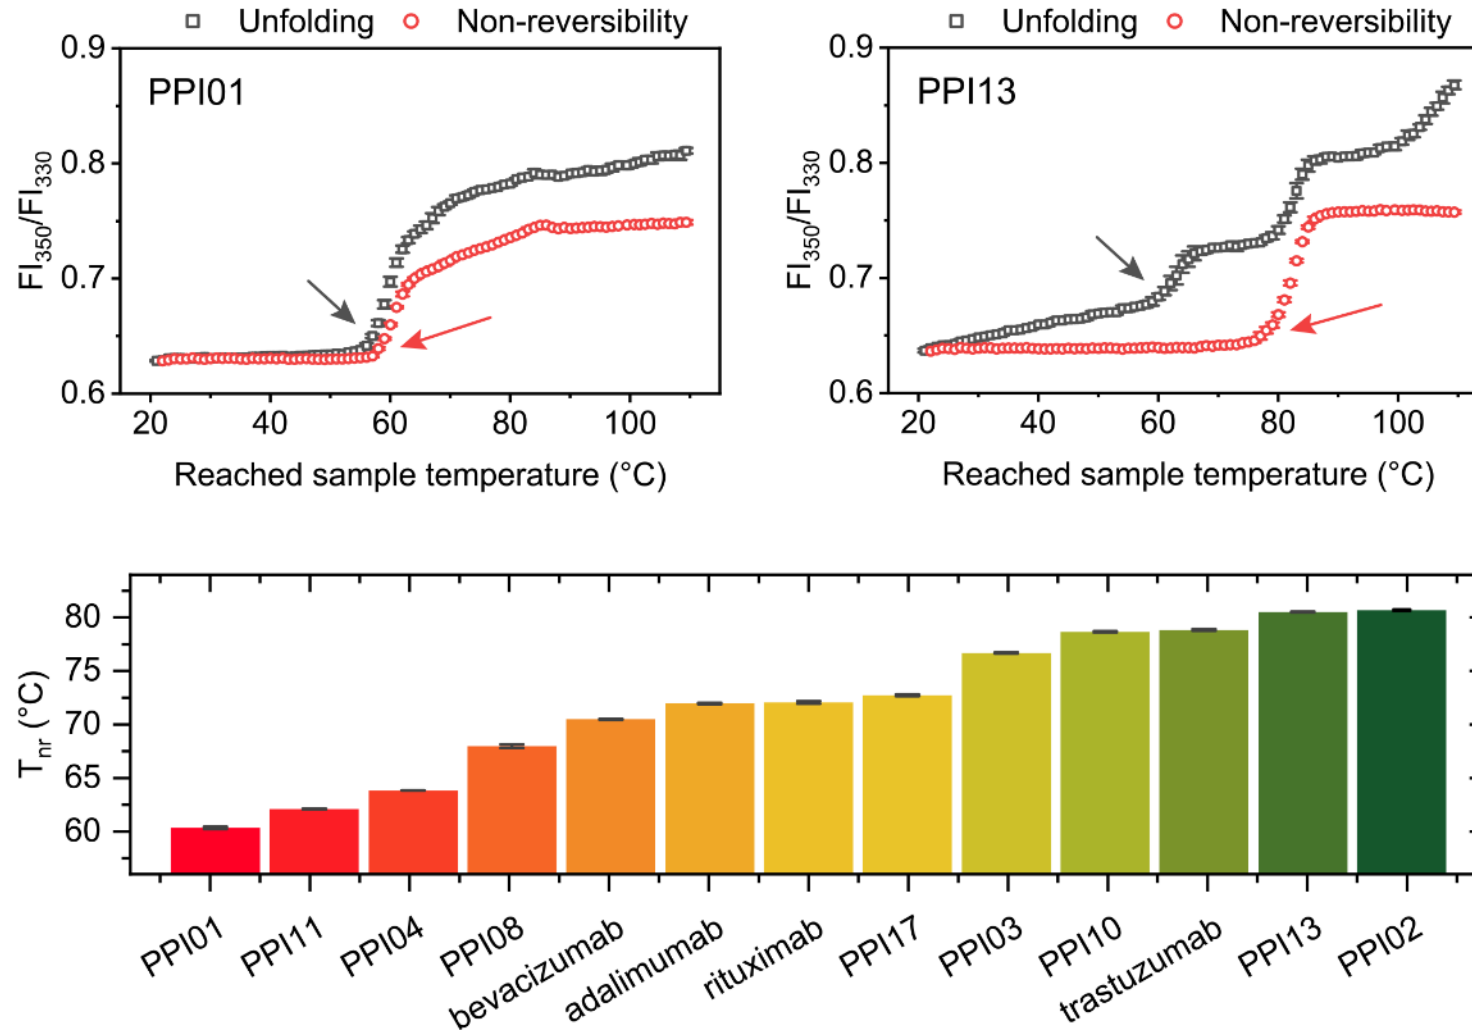 Unfolding Non-reversibility
PPI01
FI350/FI330
0.9
0.8
0.7
0.6
20 40 60 80 100
Reached sample temperature (°C)
Unfolding Non-reversibility
PPI13
FI350/FI330
0.9
0.8
0.7
0.6
20 40 60 80 100
Reached sample temperature (°C)
Tnr (°C)
80
75
70
65
60
PPI01 PPI11 PPI04 PPI08 bevacizumab adalimumab rituximab PPI17 PPI03 PPI10 trastuzumab PPI13 PPI02